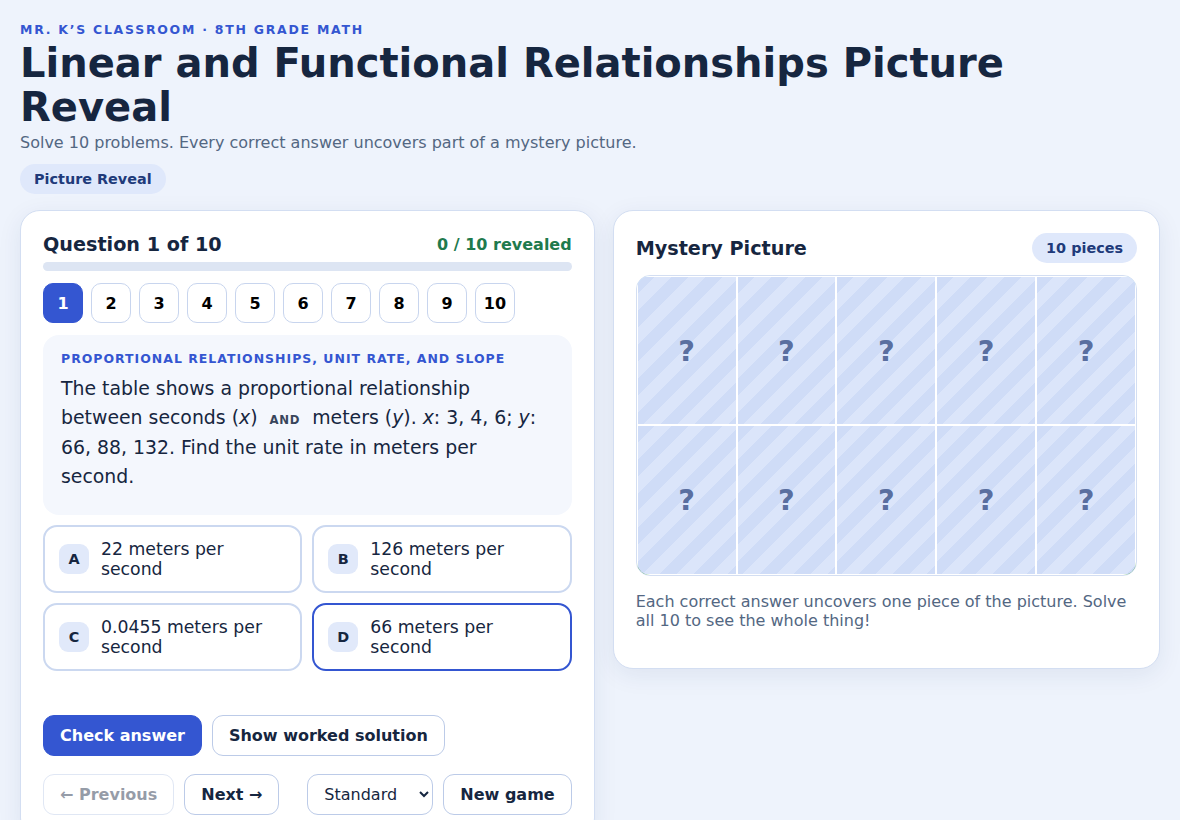 MR. K’S CLASSROOM · 8TH GRADE MATH
Linear and Functional Relationships Picture
Reveal
Solve 10 problems. Every correct answer uncovers part of a mystery picture.
Picture Reveal
Question 1 of 10
0 / 10 revealed
1 2 3 4 5 6 7 8 9 10
PROPORTIONAL RELATIONSHIPS, UNIT RATE, AND SLOPE
The table shows a proportional relationship
between seconds (x) AND meters (y). x: 3, 4, 6; y:
66, 88, 132. Find the unit rate in meters per
second.
A 22 meters per
second
B 126 meters per
second
C 0.0455 meters per
second
D 66 meters per
second
Check answer
Show worked solution
← Previous
Next →
Standard
New game
Mystery Picture
10 pieces
? ? ? ? ?
? ? ? ? ?
Each correct answer uncovers one piece of the picture. Solve
all 10 to see the whole thing!